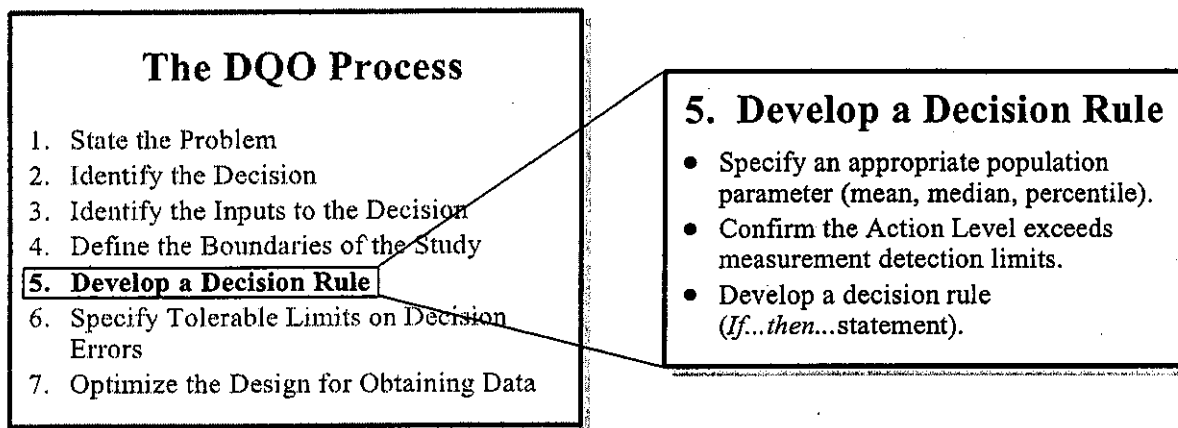 The DQO Process
1. State the Problem
2. Identify the Decision
3. Identify the Inputs to the Decision
4. Define the Boundaries of the Study
5. Develop a Decision Rule
6. Specify Tolerable Limits on Decision
Errors
7. Optimize the Design for Obtaining Data
5. Develop a Decision Rule
• Specify an appropriate population
parameter (mean, median, percentile).
• Confirm the Action Level exceeds
measurement detection limits.
• Develop a decision rule
(If...then...statement).